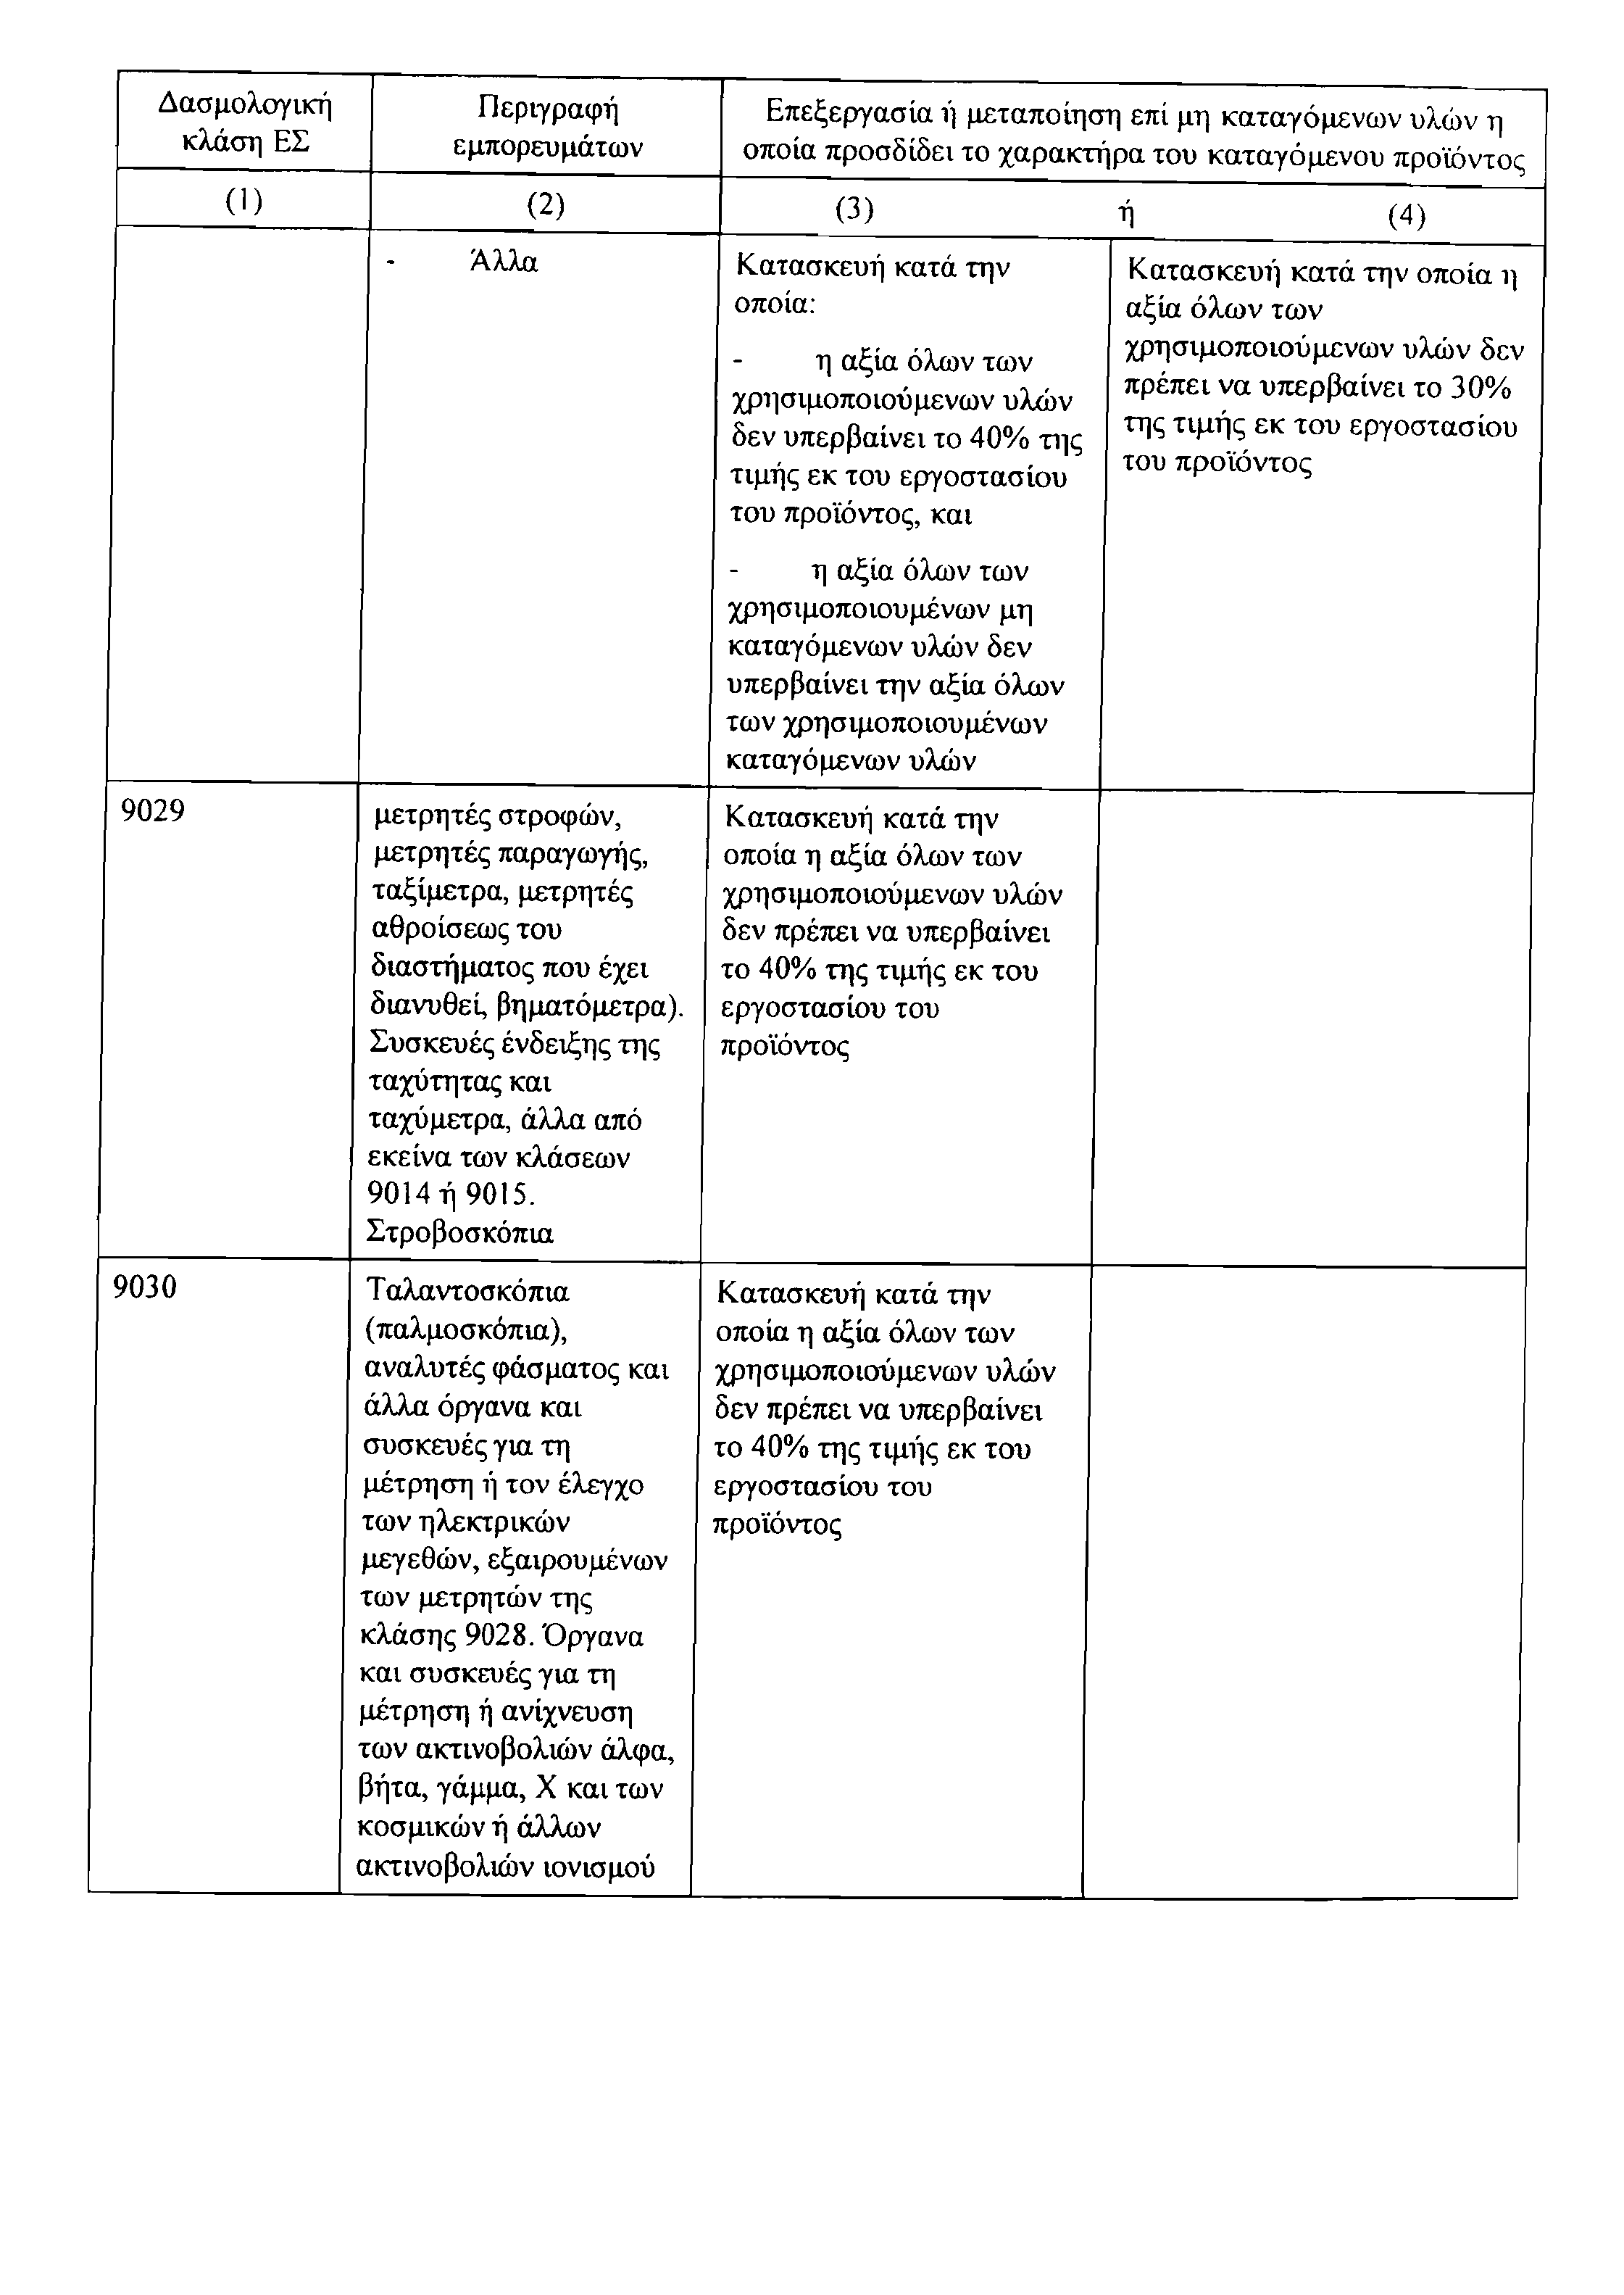 Δασμολογική
κλάση ΕΣ
Περιγραφή
εμπορευμάτων
Επεξεργασία ή μεταποίηση επί μη καταγόμενων υλών η
οποία προσδίδει το χαρακτήρα του καταγόμενου προϊόντος
(1)
(2)
(3) ή (4)
- Άλλα
Κατασκευή κατά την
οποία:
- η αξία όλων των
χρησιμοποιούμενων υλών
δεν υπερβαίνει το 40% της
τιμής εκ του εργοστασίου
του προϊόντος, και
- η αξία όλων των
χρησιμοποιουμένων μη
καταγόμενων υλών δεν
υπερβαίνει την αξία όλων
των χρησιμοποιουμένων
καταγόμενων υλών
Κατασκευή κατά την οποία η
αξία όλων των
χρησιμοποιούμενων υλών δεν
πρέπει να υπερβαίνει το 30%
της τιμής εκ του εργοστασίου
του προϊόντος
9029
μετρητές στροφών,
μετρητές παραγωγής,
ταξίμετρα, μετρητές
αθροίσεως του
διαστήματος που έχει
διανυθεί, βηματόμετρα).
Συσκευές ένδειξης της
ταχύτητας και
ταχύμετρα, άλλα από
εκείνα των κλάσεων
9014 ή 9015.
Στροβοσκόπια
Κατασκευή κατά την
οποία η αξία όλων των
χρησιμοποιούμενων υλών
δεν πρέπει να υπερβαίνει
το 40% της τιμής εκ του
εργοστασίου του
προϊόντος
9030
Ταλαντοσκόπια
(παλμοσκόπια),
αναλυτές φάσματος και
άλλα όργανα και
συσκευές για τη
μέτρηση ή τον έλεγχο
των ηλεκτρικών
μεγεθών, εξαιρουμένων
των μετρητών της
κλάσης 9028. Όργανα
και συσκευές για τη
μέτρηση ή ανίχνευση
των ακτινοβολιών άλφα,
βήτα, γάμμα, Χ και των
κοσμικών ή άλλων
ακτινοβολιών ιονισμού
Κατασκευή κατά την
οποία η αξία όλων των
χρησιμοποιούμενων υλών
δεν πρέπει να υπερβαίνει
το 40% της τιμής εκ του
εργοστασίου του
προϊόντος